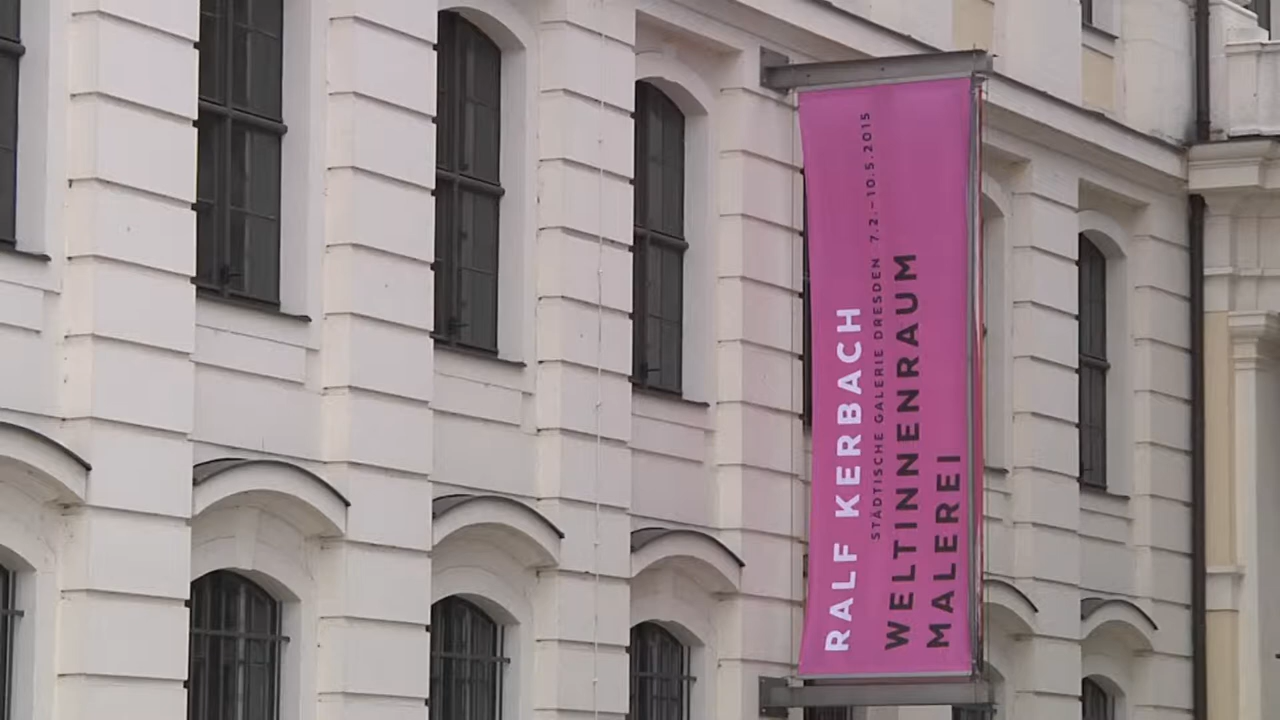 RALF KERBACH
STÄDTISCHE GALERIE DRESDEN 7.2.–10.5.2015
WELTINNENRAUM
MALEREI